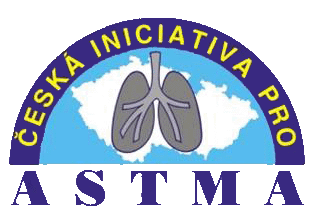 ČESKÁ INICIATIVA PRO
ASTMA